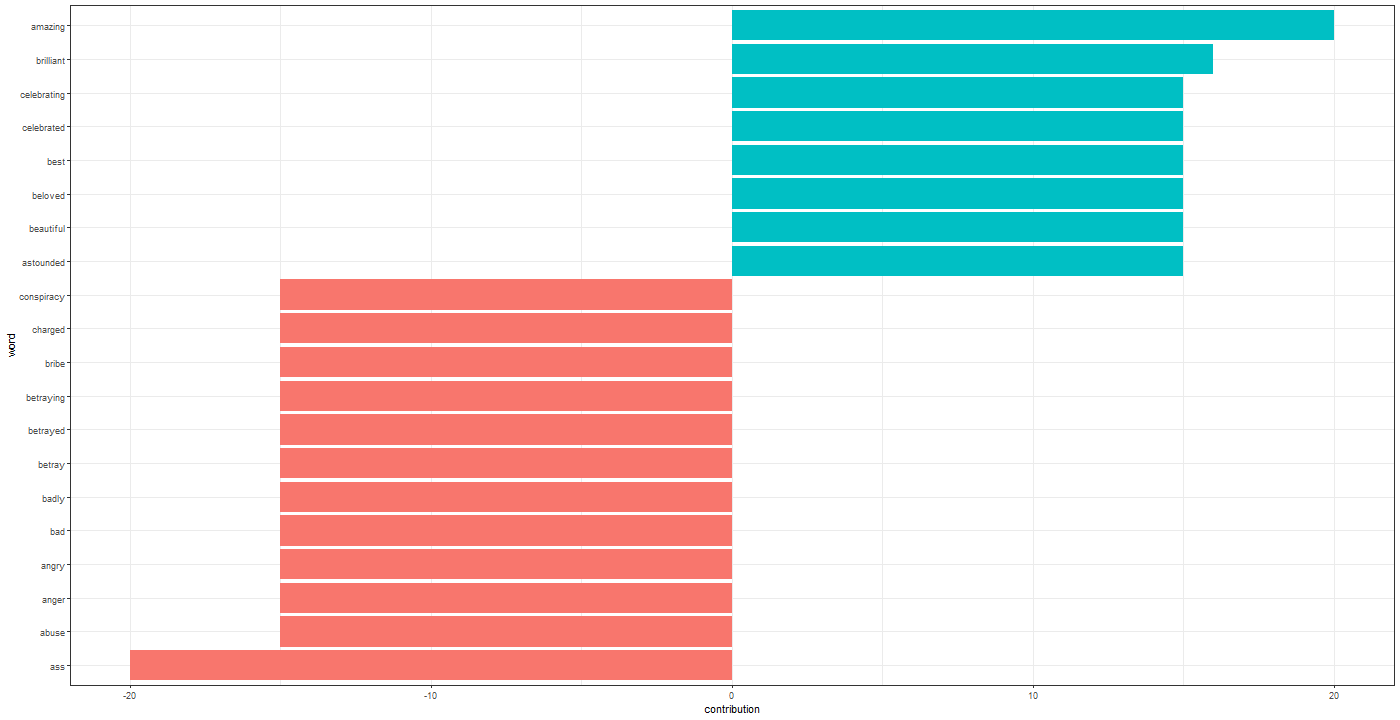 amazing
brilliant
celebrating
celebrated
best
beloved
beautiful
astounded
conspiracy
charged
bribe
betraying
betrayed
betray
badly
bad
angry
anger
abuse
ass
word
-20 -10 0 10 20
contribution